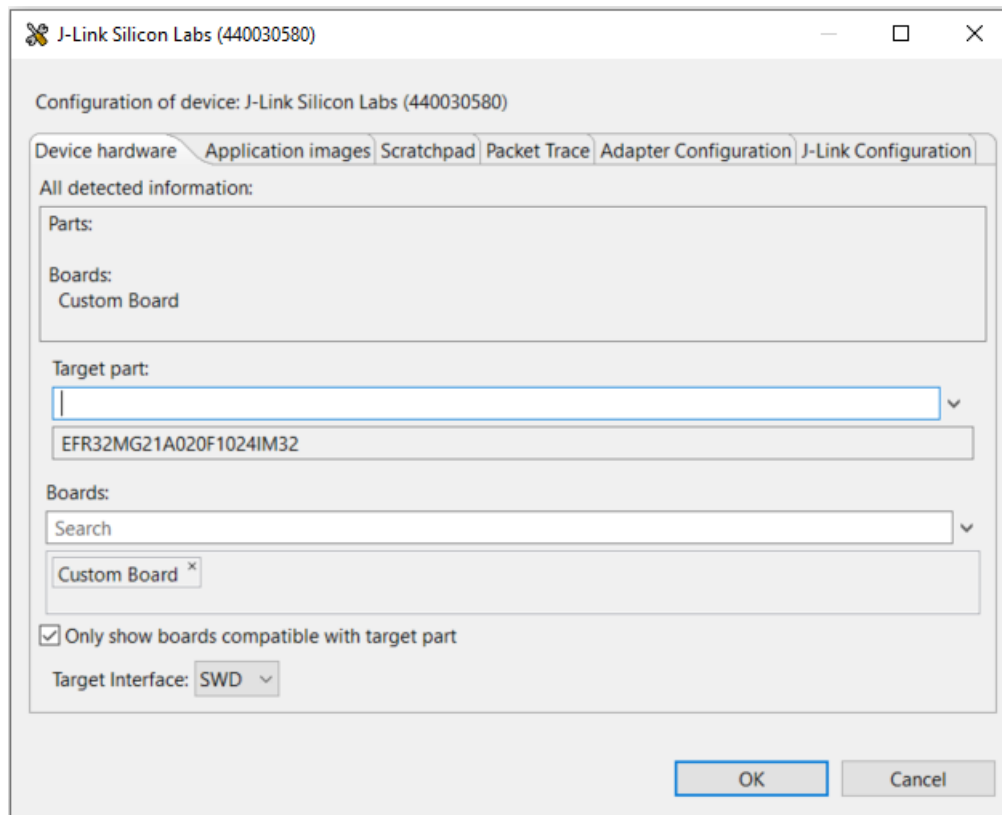 J-Link Silicon Labs (440030580)
Configuration of device: J-Link Silicon Labs (440030580)
Device hardware Application images Scratchpad Packet Trace Adapter Configuration J-Link Configuration
All detected information:
Parts:
Boards:
Custom Board
Target part:
EFR32MG21A020F1024IM32
Boards:
Search
Custom Board ×
Only show boards compatible with target part
Target Interface: SWD
OK Cancel